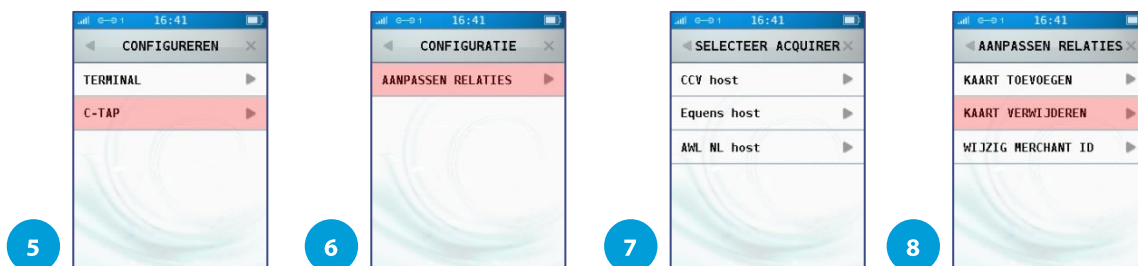 16:41
CONFIGUREREN
TERMINAL
C-TAP
5
16:41
CONFIGURATIE
AANPASSEN RELATIES
6
16:41
SELECTEER ACQUIRER
CCV host
Equens host
AWL NL host
7
16:41
AANPASSEN RELATIES
KAART TOEVOEGEN
KAART VERWIJDEREN
WIJZIG MERCHANT ID
8